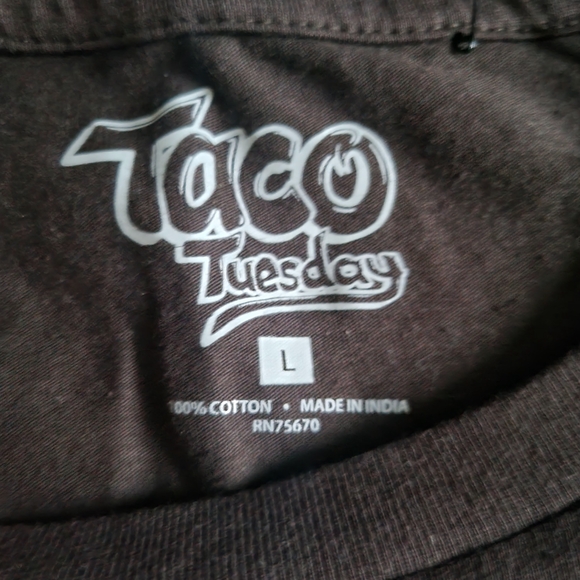 Taco
Tuesday
L
100% COTTON • MADE IN INDIA
RN75670